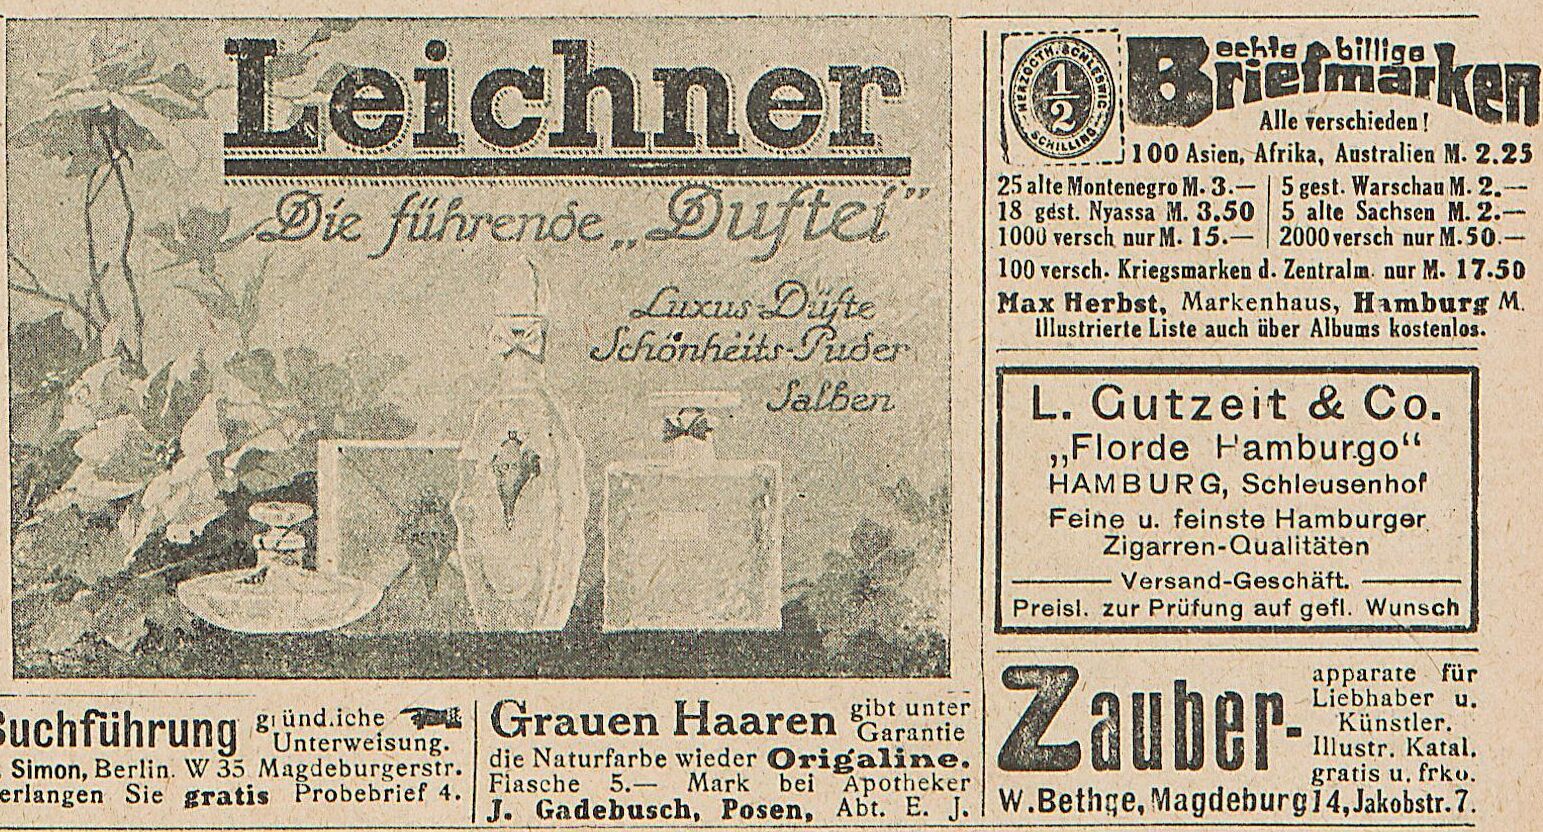 Leichner
Die führende „Duftei”
Luxus-Düfte
Schönheits-Puder
Salben
HERZOGTH. SCHLESWIG
1/2
SCHILLING
echte & billige
Briefmarken
Alle verschieden!
100 Asien, Afrika, Australien M. 2.25
25 alte Montenegro M. 3.— | 5 gest. Warschau M. 2.—
18 gest. Nyassa M. 3.50 | 5 alte Sachsen M. 2.—
1000 versch nur M. 15.— | 2000 versch nur M. 50.—
100 versch. Kriegsmarken d. Zentralm. nur M. 17.50
Max Herbst, Markenhaus, Hamburg M.
Illustrierte Liste auch über Albums kostenlos.
L. Gutzeit & Co.
„Florde Hamburgo“
HAMBURG, Schleusenhof
Feine u. feinste Hamburger
Zigarren-Qualitäten
Versand-Geschäft.
Preisl. zur Prüfung auf gefl. Wunsch
Zauber-
apparate für
Liebhaber u.
Künstler.
Illustr. Katal.
gratis u. frko.
W. Bethge, Magdeburg 14, Jakobstr. 7.
Buchführung
gründliche
Unterweisung.
Simon, Berlin. W 35 Magdeburgerstr.
erlangen Sie gratis Probebrief 4.
Grauen Haaren gibt unter
Garantie
die Naturfarbe wieder Origaline.
Flasche 5.— Mark bei Apotheker
J. Gadebusch, Posen, Abt. E. J.